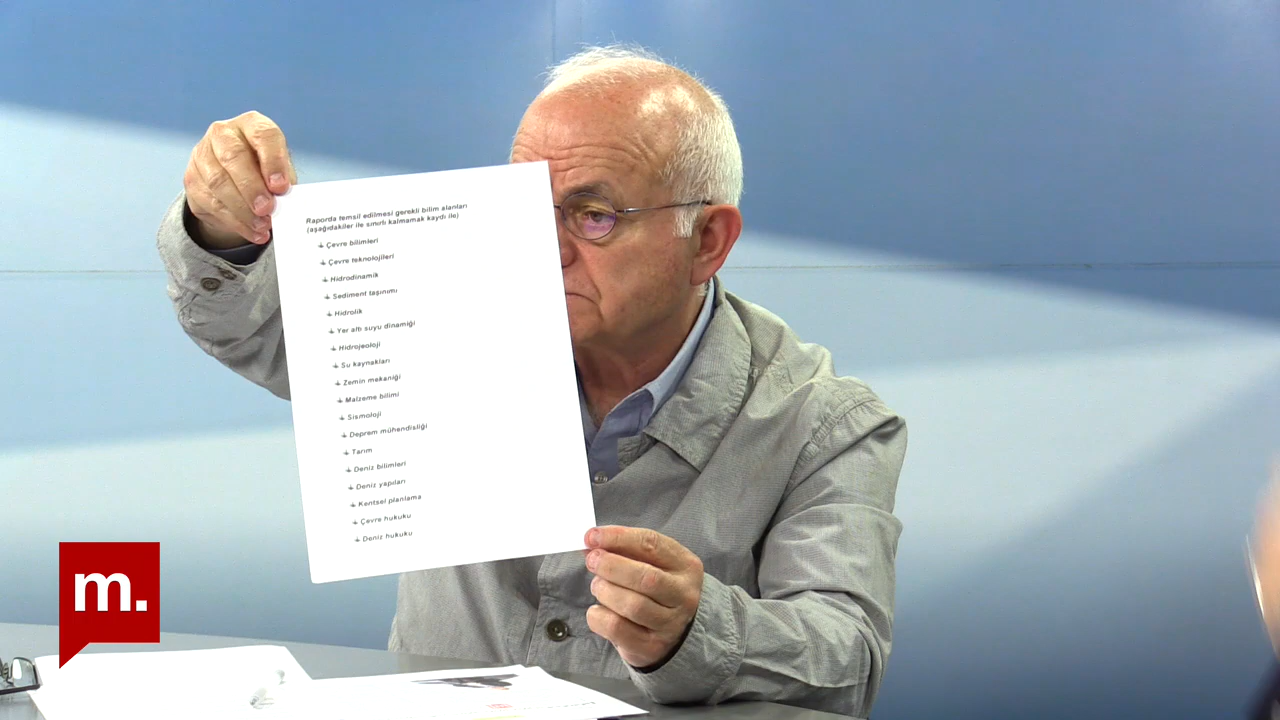 Raporda temsil edilmesi gerekli bilim alanları
(aşağıdakiler ile sınırlı kalmamak kaydı ile)
Çevre bilimleri
Çevre teknolojileri
Hidrodinamik
Sediment taşınımı
Hidrolik
Yer altı suyu dinamiği
Hidrojeoloji
Su kaynakları
Zemin mekaniği
Malzeme bilimi
Sismoloji
Deprem mühendisliği
Tarım
Deniz bilimleri
Deniz yapıları
Kentsel planlama
Çevre hukuku
Deniz hukuku
m.